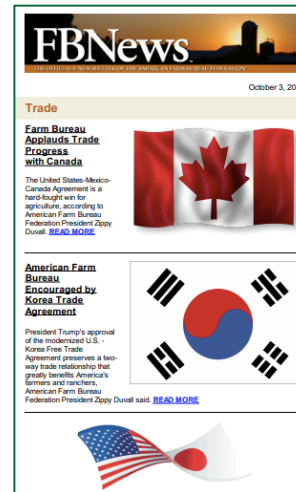 FBNews
THE OFFICIAL E-NEWSLETTER OF THE AMERICAN FARM BUREAU FEDERATION
October 3, 20
Trade
Farm Bureau
Applauds Trade
Progress
with Canada
The United States-Mexico-
Canada Agreement is a
hard-fought win for
agriculture, according to
American Farm Bureau
Federation President Zippy
Duvall. READ MORE
American Farm
Bureau
Encouraged by
Korea Trade
Agreement
President Trump's approval
of the modernized U.S. -
Korea Free Trade
Agreement preserves a two-
way trade relationship that
greatly benefits America's
farmers and ranchers,
American Farm Bureau
Federation President Zippy Duvall said. READ MORE